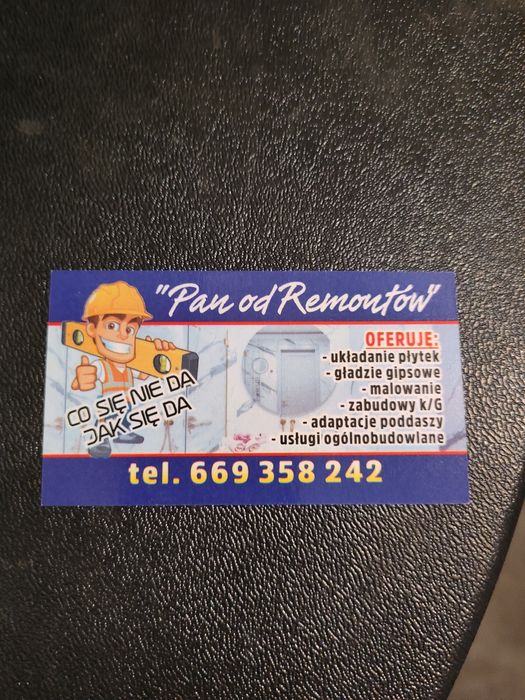 "Pan od Remontów"
CO SIĘ NIE DA
JAK SIĘ DA
OFERUJE:
- układanie płytek
- gładzie gipsowe
- malowanie
- zabudowy k/G
- adaptacje poddaszy
- usługi ogólnobudowlane
tel. 669 358 242